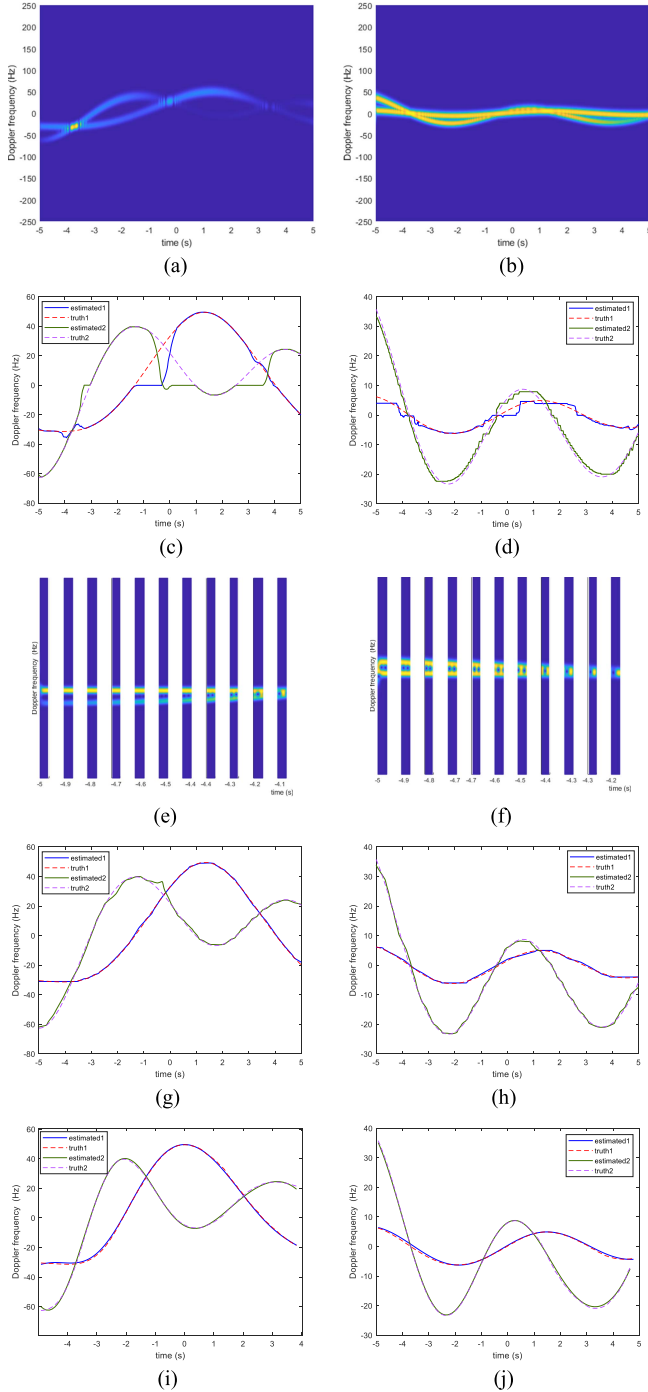 250
200
150
100
50
0
-50
-100
-150
-200
-250
Doppler frequency (Hz)
-5 -4 -3 -2 -1 0 1 2 3 4 5
time (s)
(a)
250
200
150
100
50
0
-50
-100
-150
-200
-250
Doppler frequency (Hz)
-5 -4 -3 -2 -1 0 1 2 3 4 5
time (s)
(b)
60
40
20
0
-20
-40
-60
-80
Doppler frequency (Hz)
estimated1
truth1
estimated2
truth2
-5 -4 -3 -2 -1 0 1 2 3 4 5
time (s)
(c)
40
30
20
10
0
-10
-20
-30
Doppler frequency (Hz)
estimated1
truth1
estimated2
truth2
-5 -4 -3 -2 -1 0 1 2 3 4 5
time (s)
(d)
Doppler frequency (Hz)
-5 -4.9 -4.8 -4.7 -4.6 -4.5 -4.4 -4.4 -4.3 -4.2 -4.1
time (s)
(e)
Doppler frequency (Hz)
-5 -4.9 -4.8 -4.7 -4.7 -4.6 -4.5 -4.4 -4.3 -4.3 -4.2
time (s)
(f)
60
40
20
0
-20
-40
-60
-80
Doppler frequency (Hz)
estimated1
truth1
estimated2
truth2
-5 -4 -3 -2 -1 0 1 2 3 4 5
time (s)
(g)
40
30
20
10
0
-10
-20
-30
Doppler frequency (Hz)
estimated1
truth1
estimated2
truth2
-5 -4 -3 -2 -1 0 1 2 3 4 5
time (s)
(h)
60
40
20
0
-20
-40
-60
Doppler frequency (Hz)
estimated1
truth1
estimated2
truth2
-5 -4 -3 -2 -1 0 1 2 3 4
time (s)
(i)
40
30
20
10
0
-10
-20
-30
Doppler frequency (Hz)
estimated1
truth1
estimated2
truth2
-5 -4 -3 -2 -1 0 1 2 3 4 5
time (s)
(j)